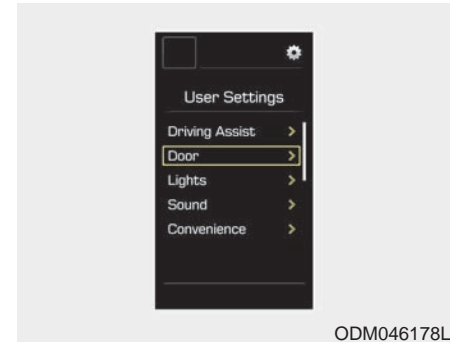 User Settings
Driving Assist >
Door >
Lights >
Sound >
Convenience >
ODM046178L